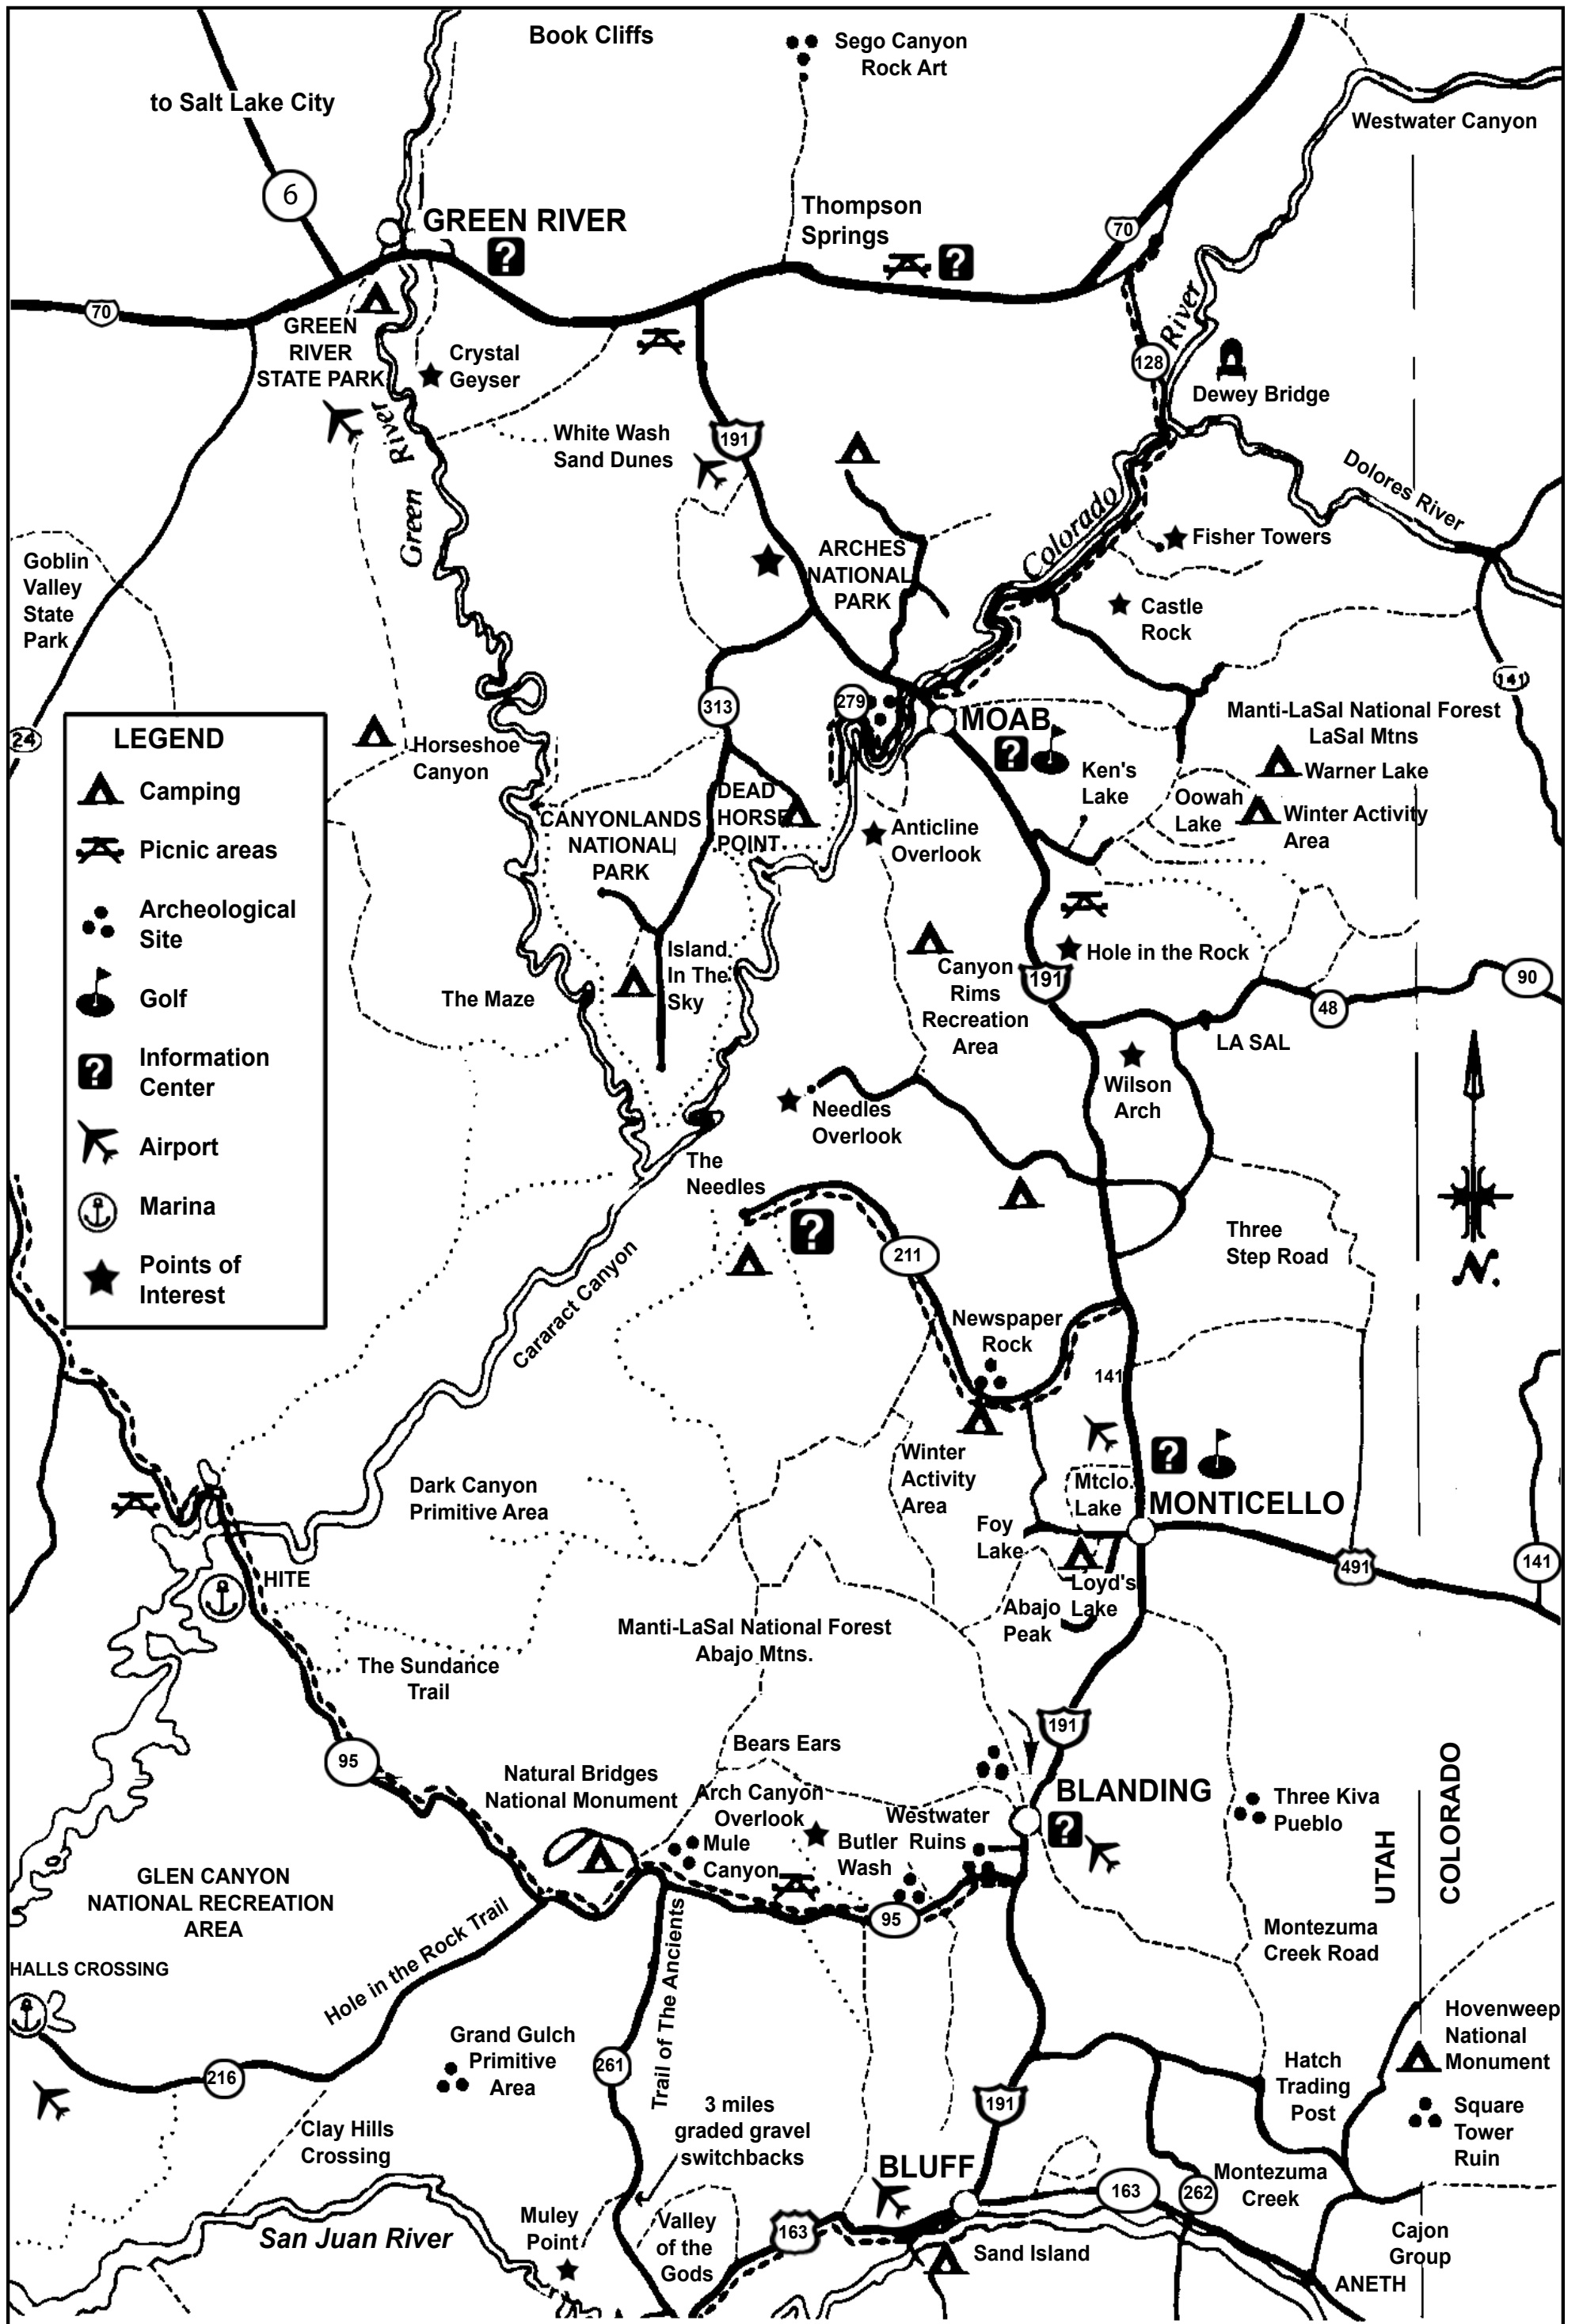 Book Cliffs
Sego Canyon
Rock Art
to Salt Lake City
Westwater Canyon
6
GREEN RIVER
?
Thompson
Springs
?
70
70
GREEN
RIVER
STATE PARK
Crystal
Geyser
River
128
Dewey Bridge
White Wash
Sand Dunes
191
Green River
Dolores River
Goblin
Valley
State
Park
ARCHES
NATIONAL
PARK
Colorado
Fisher Towers
Castle
Rock
141
24
313
279
MOAB
?
Manti-LaSal National Forest
LaSal Mtns
Horseshoe
Canyon
Ken's
Lake
Warner Lake
Oowah
Lake
Winter Activity
Area
CANYONLANDS
NATIONAL
PARK
DEAD
HORSE
POINT
Anticline
Overlook
LEGEND
Camping
Picnic areas
Archeological
Site
Golf
?
Information
Center
Airport
Marina
Points of
Interest
Island
In The
Sky
The Maze
Canyon
Rims
Recreation
Area
Hole in the Rock
191
48
90
LA SAL
Wilson
Arch
Needles
Overlook
The
Needles
?
211
Three
Step Road
N.
Cararact Canyon
Newspaper
Rock
141
Winter
Activity
Area
?
Mtclo.
Lake
MONTICELLO
Dark Canyon
Primitive Area
Foy
Lake
Loyd's
Lake
Abajo
Peak
491
141
HITE
Manti-LaSal National Forest
Abajo Mtns.
The Sundance
Trail
191
95
Bears Ears
Natural Bridges
National Monument
Arch Canyon
Overlook
Mule
Canyon
Butler
Wash
Westwater
Ruins
BLANDING
?
Three Kiva
Pueblo
UTAH
COLORADO
95
GLEN CANYON
NATIONAL RECREATION
AREA
Hole in the Rock Trail
Trail of The Ancients
Montezuma
Creek Road
HALLS CROSSING
216
Grand Gulch
Primitive
Area
261
Hovenweep
National
Monument
Hatch
Trading
Post
Square
Tower
Ruin
191
3 miles
graded gravel
switchbacks
Clay Hills
Crossing
BLUFF
163
262
Montezuma
Creek
San Juan River
Muley
Point
Valley
of the
Gods
163
Sand Island
Cajon
Group
ANETH